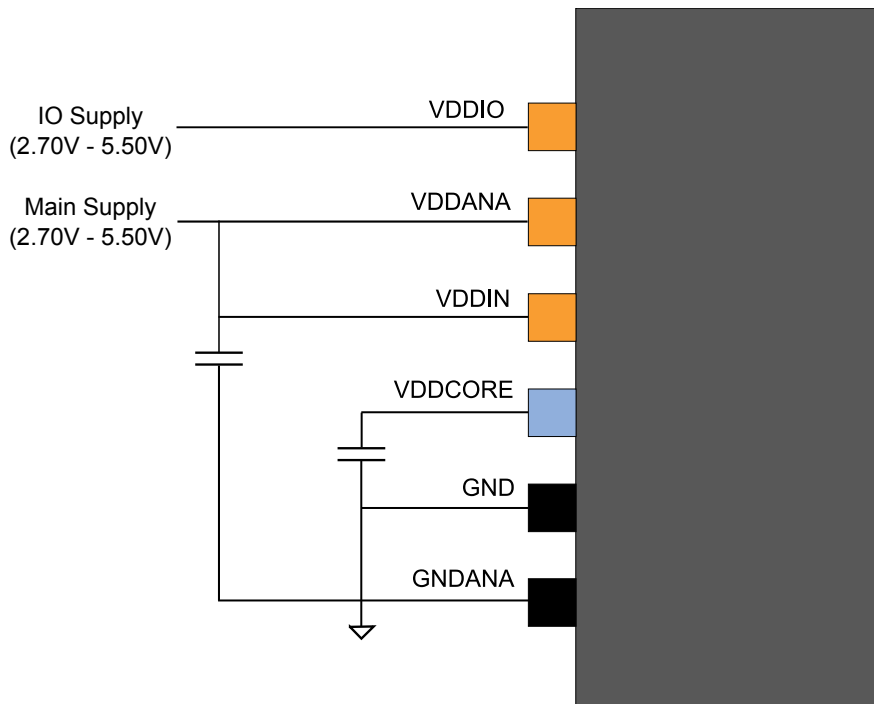 VDDIO
IO Supply
(2.70V - 5.50V)
VDDANA
Main Supply
(2.70V - 5.50V)
VDDIN
VDDCORE
GND
GNDANA